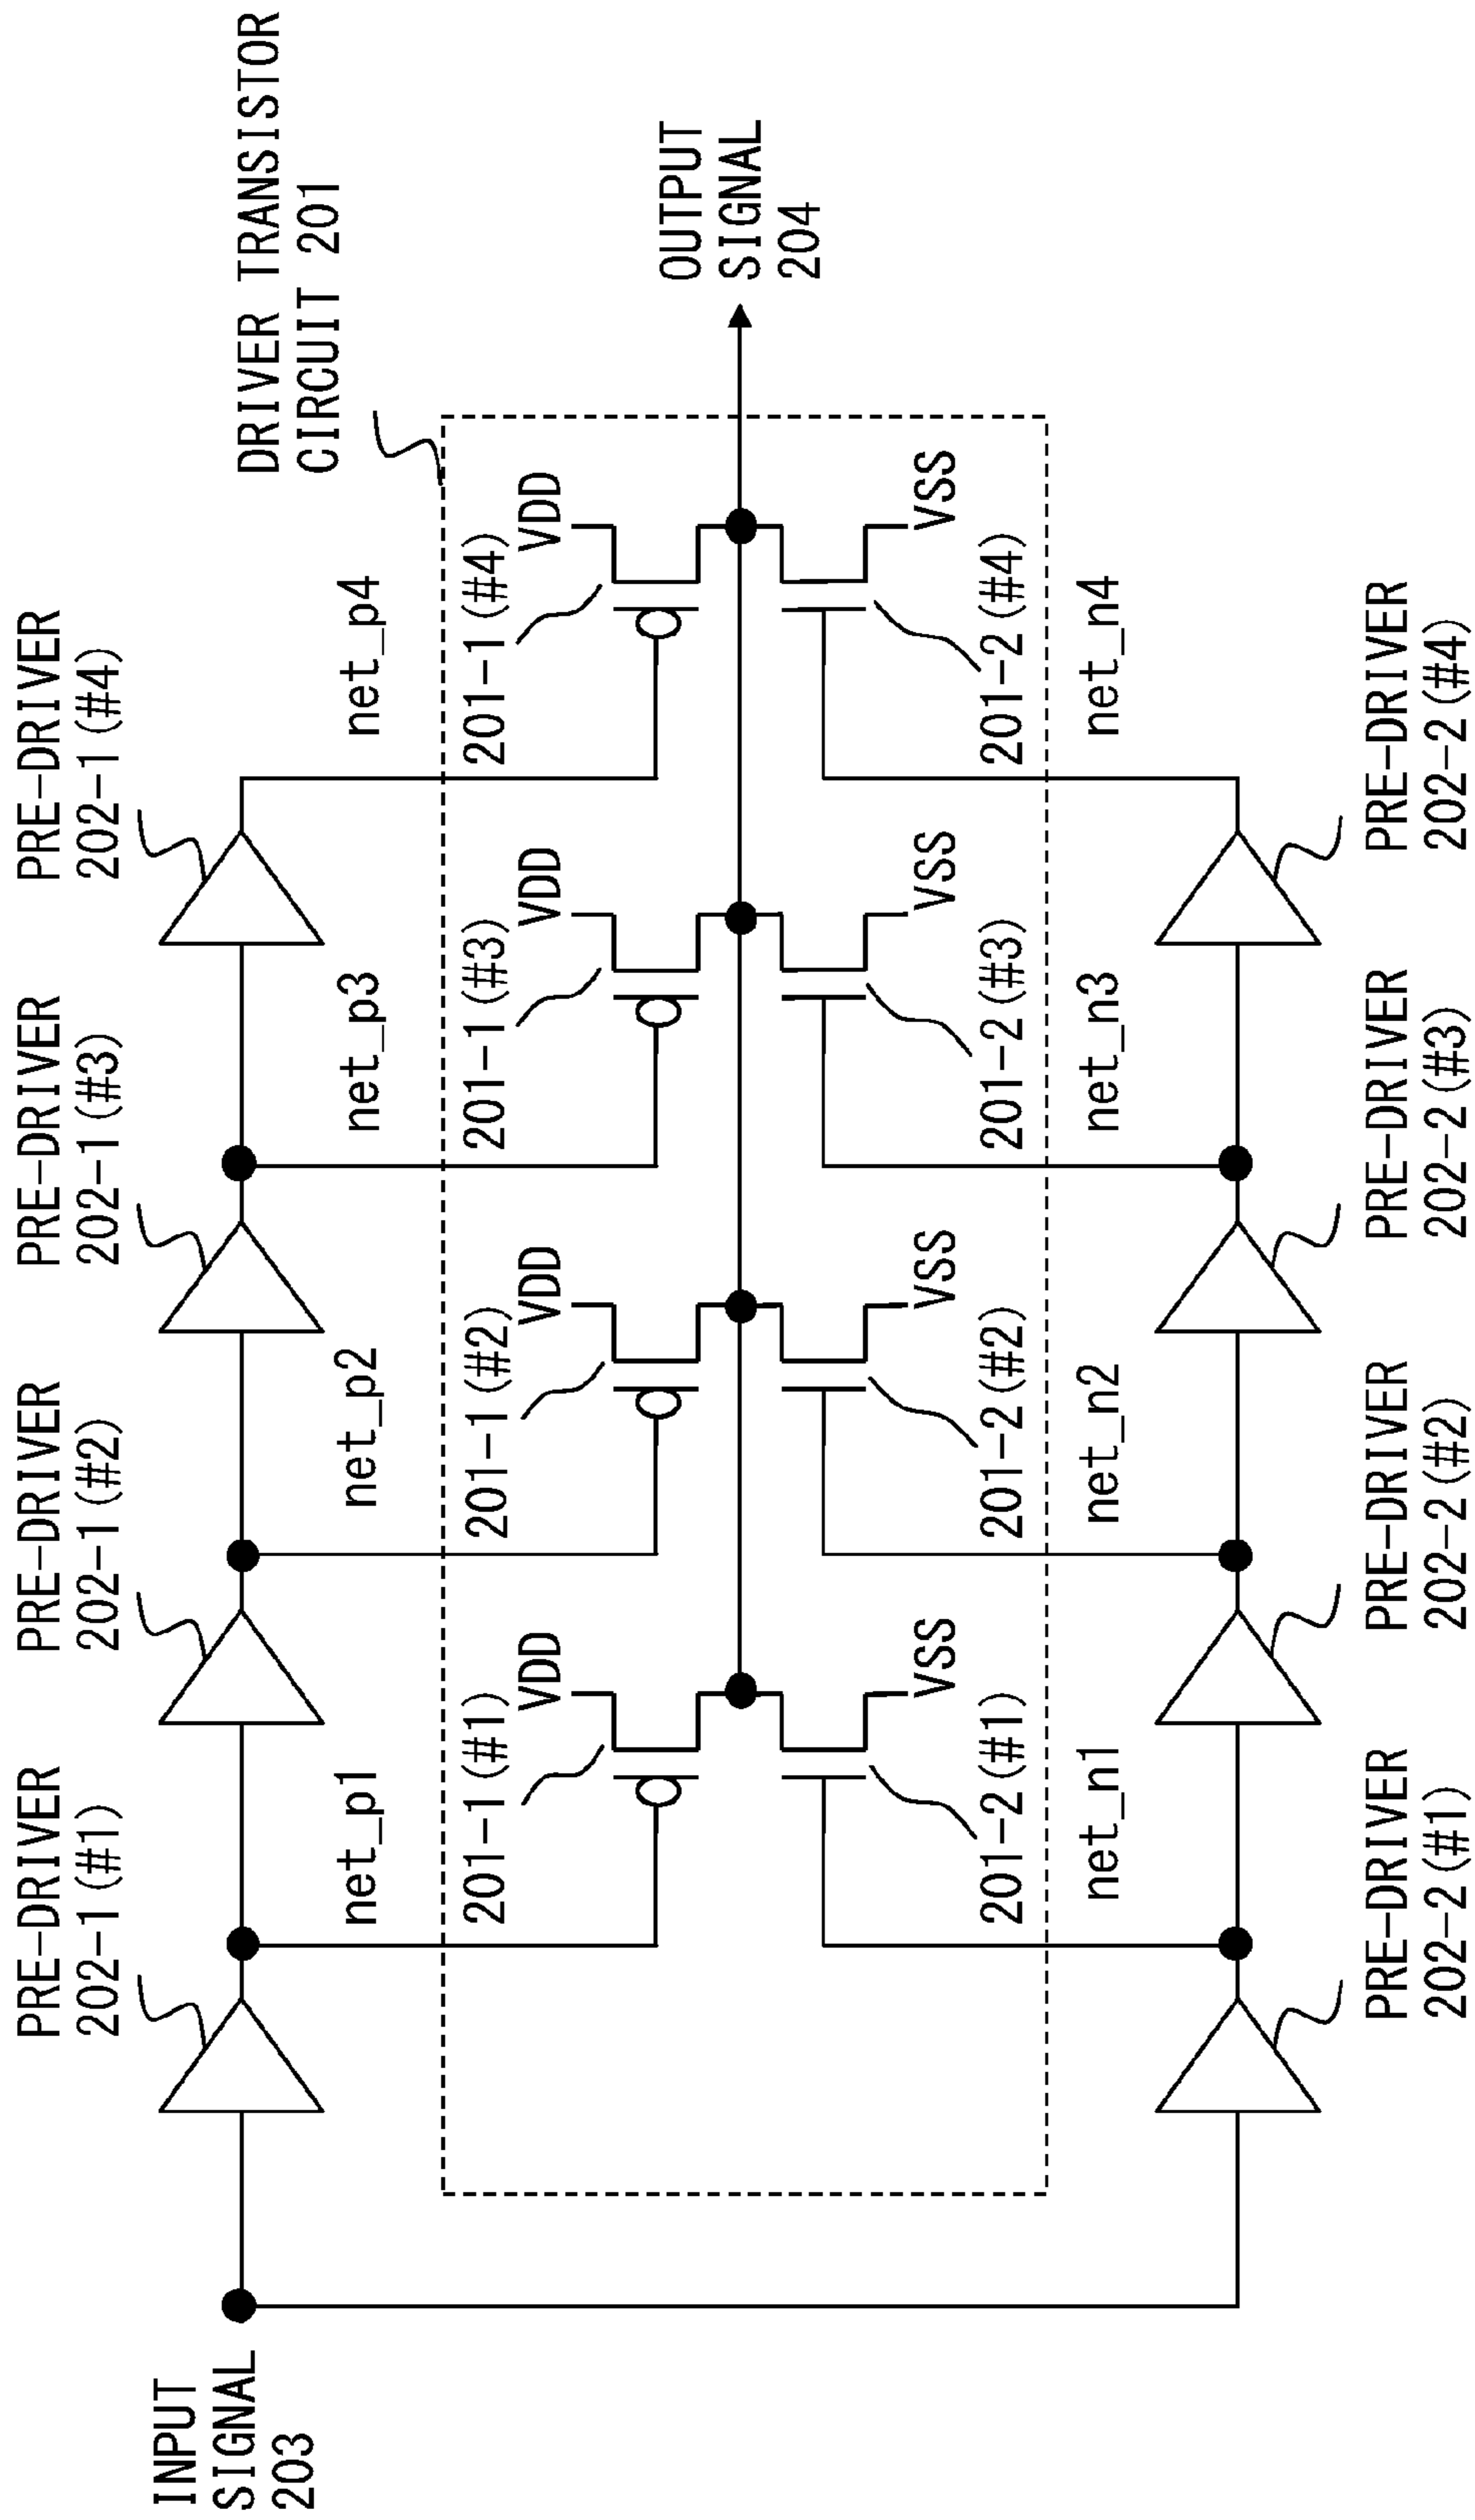 PRE-DRIVER
202-1(#1)
PRE-DRIVER
202-1(#2)
PRE-DRIVER
202-1(#3)
PRE-DRIVER
202-1(#4)
DRIVER TRANSISTOR
CIRCUIT 201
INPUT
SIGNAL
203
net_p1
net_p2
net_p3
net_p4
201-1(#1)
VDD
201-1(#2)
VDD
201-1(#3)
VDD
201-1(#4)
VDD
OUTPUT
SIGNAL
204
VSS
VSS
VSS
VSS
201-2(#1)
201-2(#2)
201-2(#3)
201-2(#4)
net_n1
net_n2
net_n3
net_n4
PRE-DRIVER
202-2(#1)
PRE-DRIVER
202-2(#2)
PRE-DRIVER
202-2(#3)
PRE-DRIVER
202-2(#4)